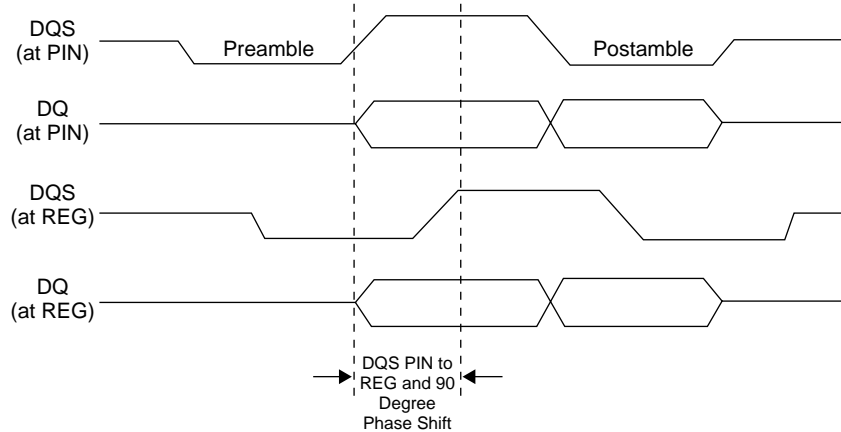 DQS
(at PIN)
Preamble
Postamble
DQ
(at PIN)
DQS
(at REG)
DQ
(at REG)
DQS PIN to
REG and 90
Degree
Phase Shift